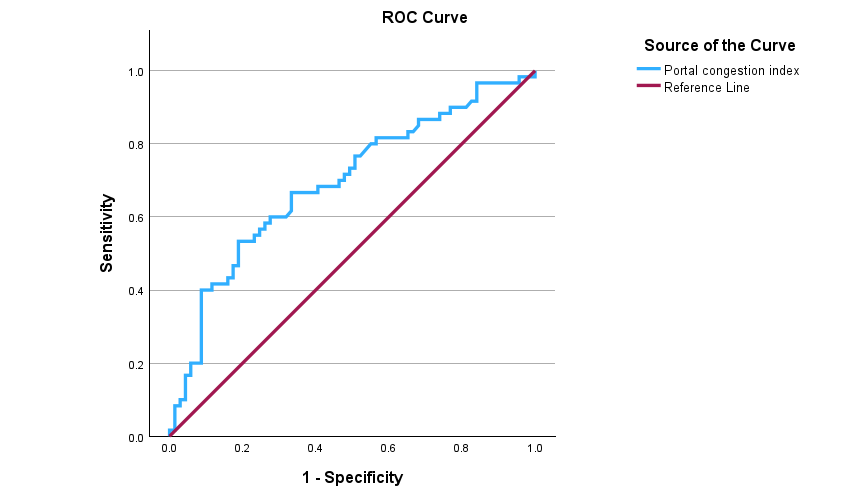 ROC Curve
Source of the Curve
Portal congestion index
Reference Line
1.0
0.8
0.6
0.4
0.2
0.0
Sensitivity
0.0 0.2 0.4 0.6 0.8 1.0
1 - Specificity